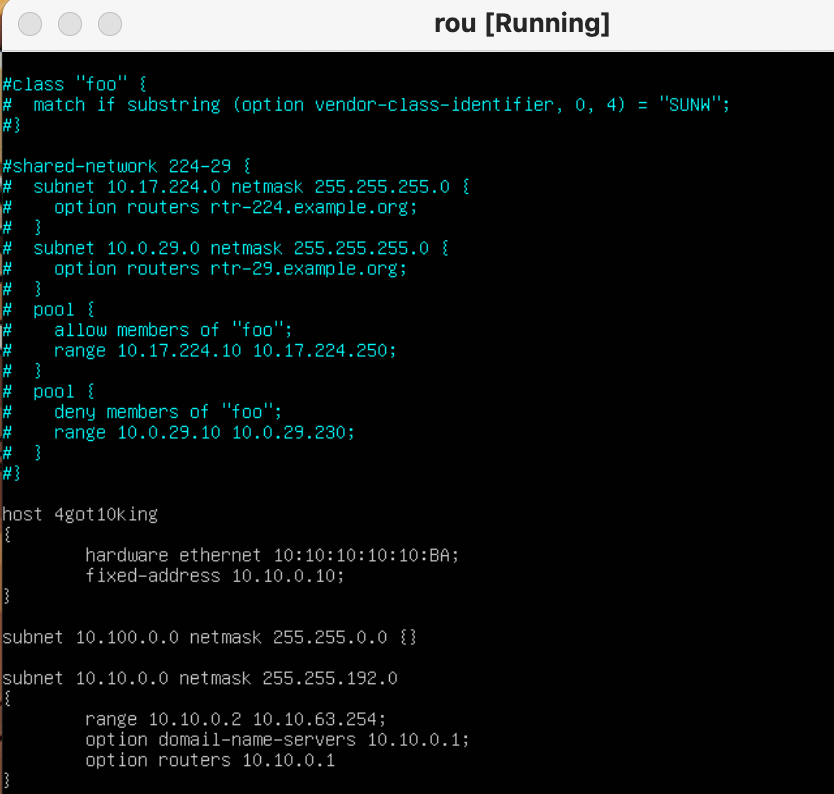 rou [Running]
#class "foo" {
#  match if substring (option vendor-class-identifier, 0, 4) = "SUNW";
#}
#shared-network 224-29 {
#  subnet 10.17.224.0 netmask 255.255.255.0 {
#    option routers rtr-224.example.org;
#  }
#  subnet 10.0.29.0 netmask 255.255.255.0 {
#    option routers rtr-29.example.org;
#  }
#  pool {
#    allow members of "foo";
#    range 10.17.224.10 10.17.224.250;
#  }
#  pool {
#    deny members of "foo";
#    range 10.0.29.10 10.0.29.230;
#  }
#}
host 4got10king
{
        hardware ethernet 10:10:10:10:10:BA;
        fixed-address 10.10.0.10;
}
subnet 10.100.0.0 netmask 255.255.0.0 {}
subnet 10.10.0.0 netmask 255.255.192.0
{
        range 10.10.0.2 10.10.63.254;
        option domail-name-servers 10.10.0.1;
        option routers 10.10.0.1
}